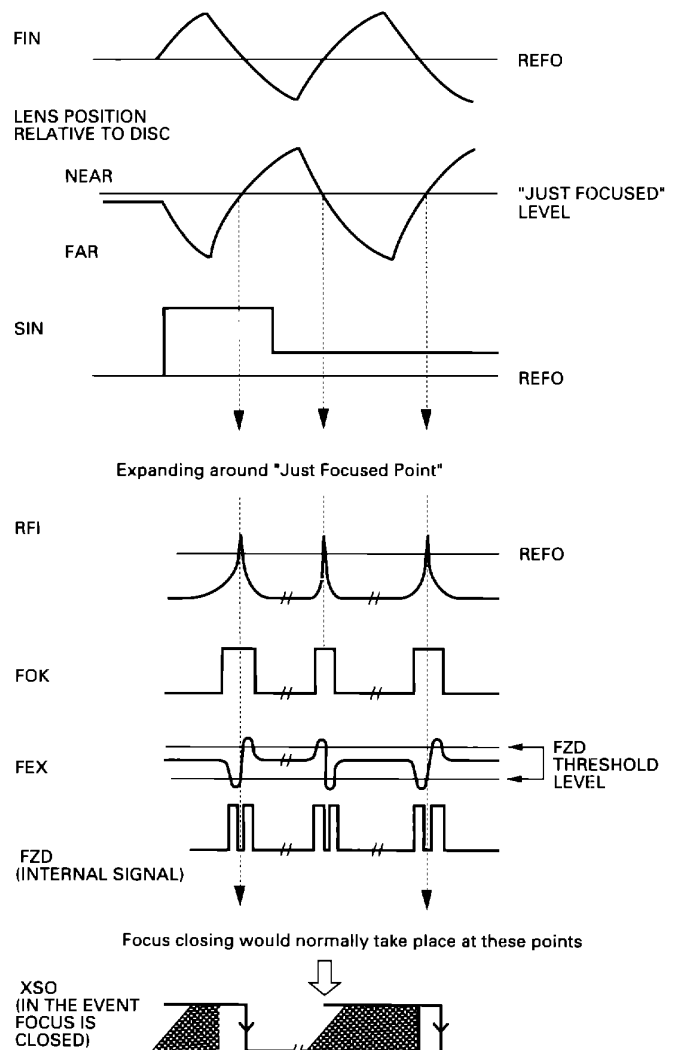 FIN
REFO
LENS POSITION
RELATIVE TO DISC
NEAR
"JUST FOCUSED"
LEVEL
FAR
SIN
REFO
Expanding around "Just Focused Point"
RFI
REFO
FOK
FEX
FZD
THRESHOLD
LEVEL
FZD
(INTERNAL SIGNAL)
Focus closing would normally take place at these points
XSO
(IN THE EVENT
FOCUS IS
CLOSED)